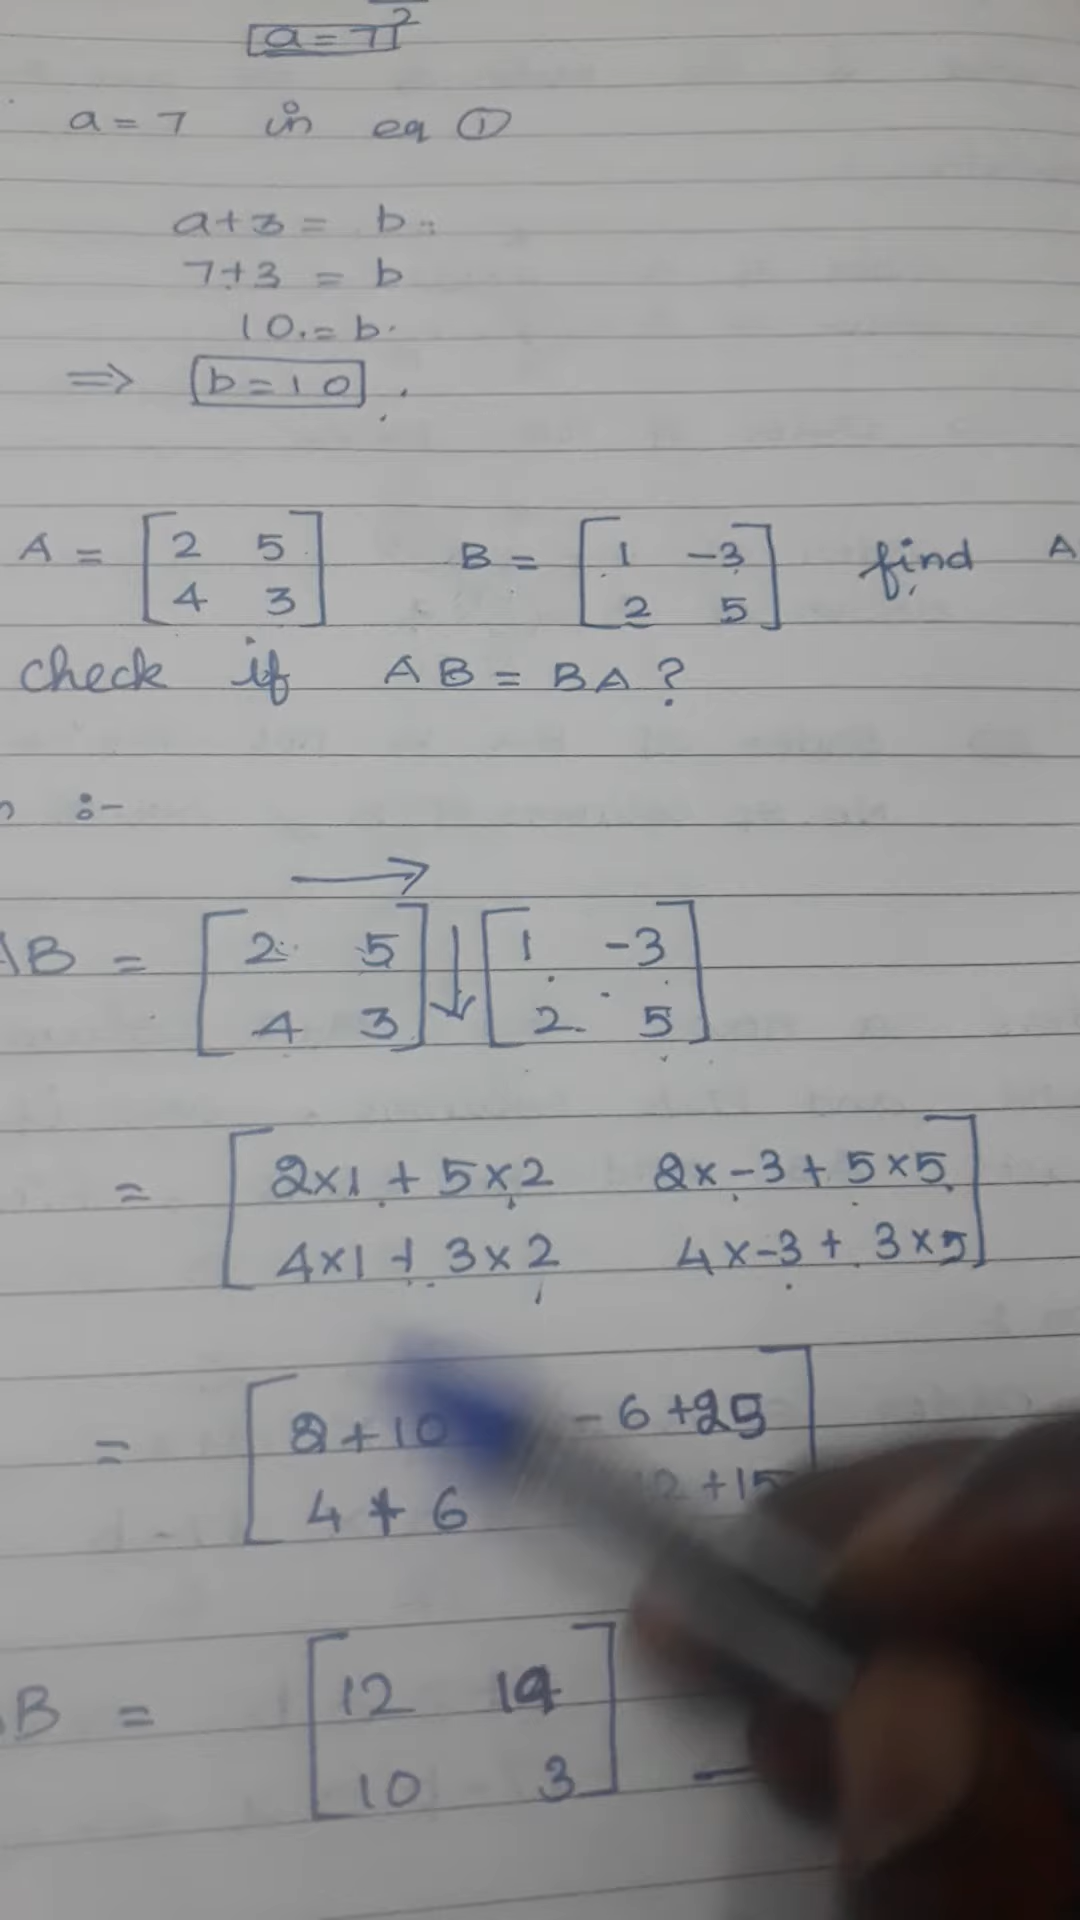 a = 7
2
a = 7 in eq ①
a + 3 = b
7 + 3 = b
10 = b
⇒ b = 10
A = [ 2 5 B = [ 1 -3 find A
4 3 ] 2 5 ]
check if AB = BA ?
:-
→
AB = [ 2 5 ↓ [ 1 -3
4 3 ] 2 5 ]
= [ 2×1 + 5×2 2×-3 + 5×5
4×1 + 3×2 4×-3 + 3×5 ]
= [ 2 + 10 -6 + 25
4 + 6 2 + 15 ]
B = [ 12 19
10 3 ] -